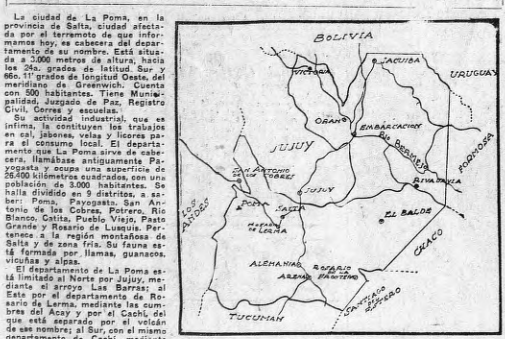 La ciudad de La Poma, en la
provincia de Salta, ciudad afecta-
da por el terremoto de que infor-
mamos hoy, es cabecera del depar-
tamento de su nombre. Está situa-
da a 3.000 metros de altura, hacia
los 24a. grados de latitud. Sur y
66o. 11' grados de longitud Oeste, del
meridiano de Greenwich. Cuenta
con 500 habitantes. Tiene Munici-
palidad, Juzgado de Paz, Registro
Civil, Correos y escuelas.
Su actividad industrial, que es
ínfima, la contituyen los trabajos
en cal, jabones, velas y licores pa-
ra el consumo local. El departa-
mento que La Poma sirve de cabe-
cera, llamábase antiguamente Pa-
yogasta y ocupa una superficie de
26.400 kilómetros cuadrados, con una
población de 3.000 habitantes. Se
halla dividido en 9 distritos, a sa-
ber: Poma, Payogasta, San An-
tonio de los Cobres, Potrero, Río
Blanco, Catita, Pueblo Viejo, Pasto
Grande y Rosario de Lusquis. Per-
tenece a la región montañosa de
Salta y de zona fría. Su fauna es-
tá formada por llamas, guanacos,
vicuñas y alpas.
El departamento de La Poma es-
tá limitado al Norte por Jujuy, me-
diante el arroyo Las Barras; al
Este por el departamento de Ro-
sario de Lerma, mediante las cum-
bres del Acay y por el Cachi, del
que está separado por el volcán
de ese nombre; al Sur, con el mismo
departamento de Cachi, mediante
BOLIVIA
VICTORIA
JACUIBA
URUGUAY
ORAN
EMBARCACION
RIO BERMEJO
FORMOSA
JUJUY
SAN ANTONIO
DE LOS COBRES
RIVADAVIA
JUJUY
LOS
ANDES
POMA
SALTA
ROSARIO
DE LERMA
EL BALDE
CHACO
ALEMANIA
ROSARIO
DE LA
FRONTERA
SANTIAGO
DEL
ESTERO
TUCUMAN